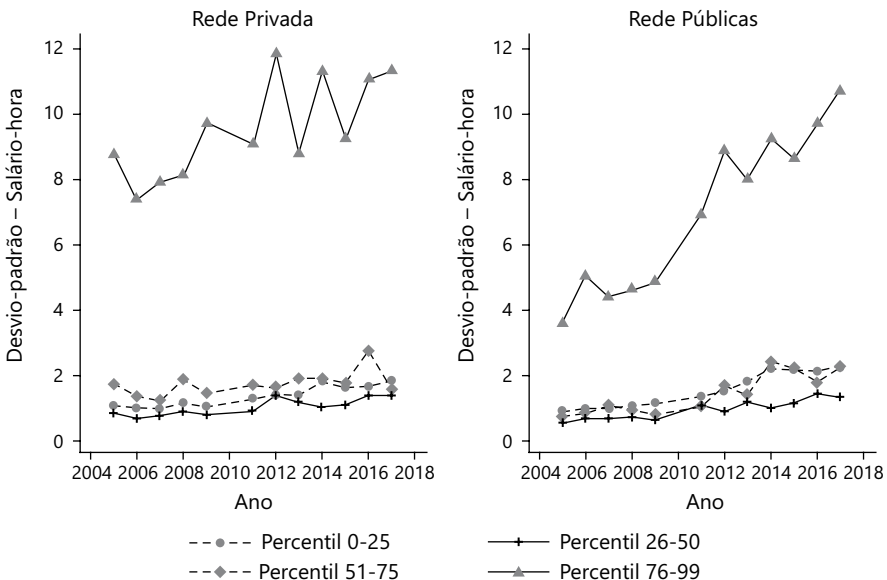 Rede Privada
Desvio-padrão – Salário-hora
12
10
8
6
4
2
0
2004 2006 2008 2010 2012 2014 2016 2018
Ano
Rede Públicas
Desvio-padrão – Salário-hora
12
10
8
6
4
2
0
2004 2006 2008 2010 2012 2014 2016 2018
Ano
Percentil 0-25
Percentil 26-50
Percentil 51-75
Percentil 76-99